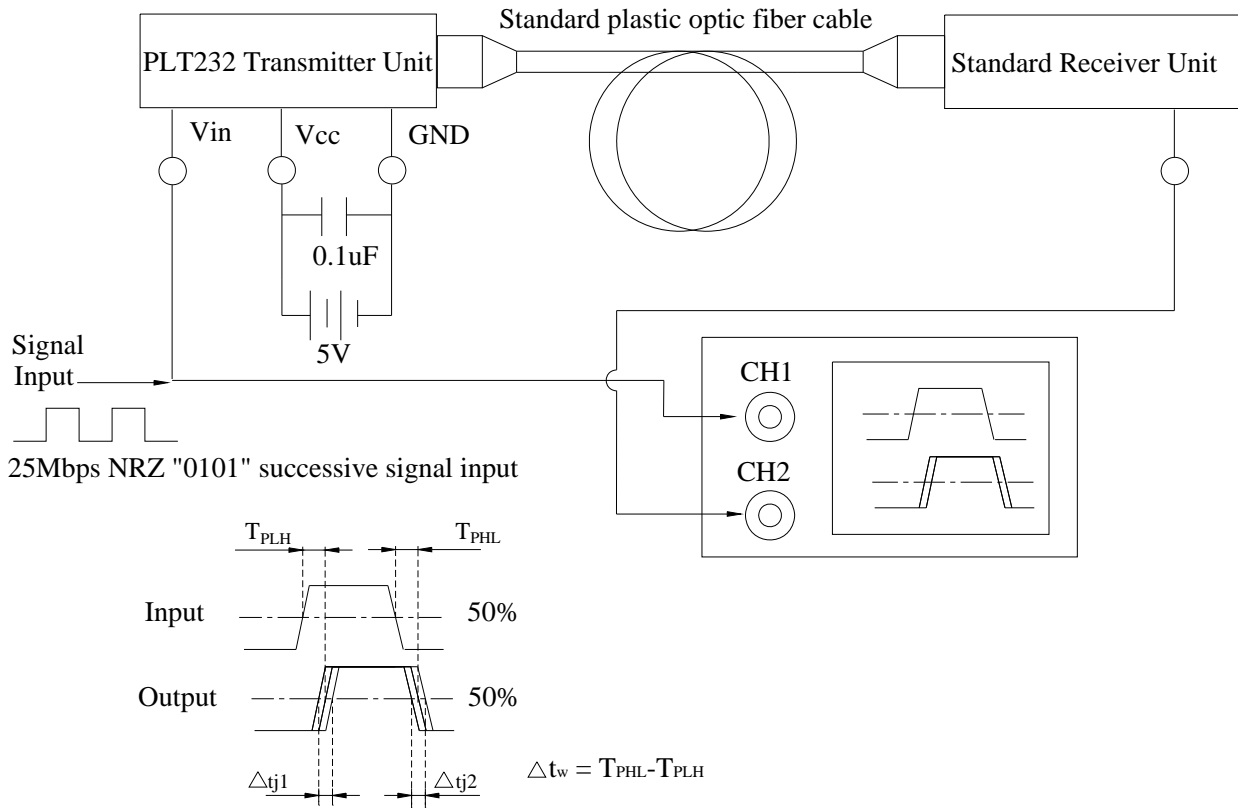 Standard plastic optic fiber cable
PLT232 Transmitter Unit
Standard Receiver Unit
Vin
Vcc
GND
0.1uF
5V
Signal
Input
CH1
CH2
25Mbps NRZ "0101" successive signal input
TPLH
TPHL
Input
50%
Output
50%
△tj1
△tj2
△tw = TPHL-TPLH